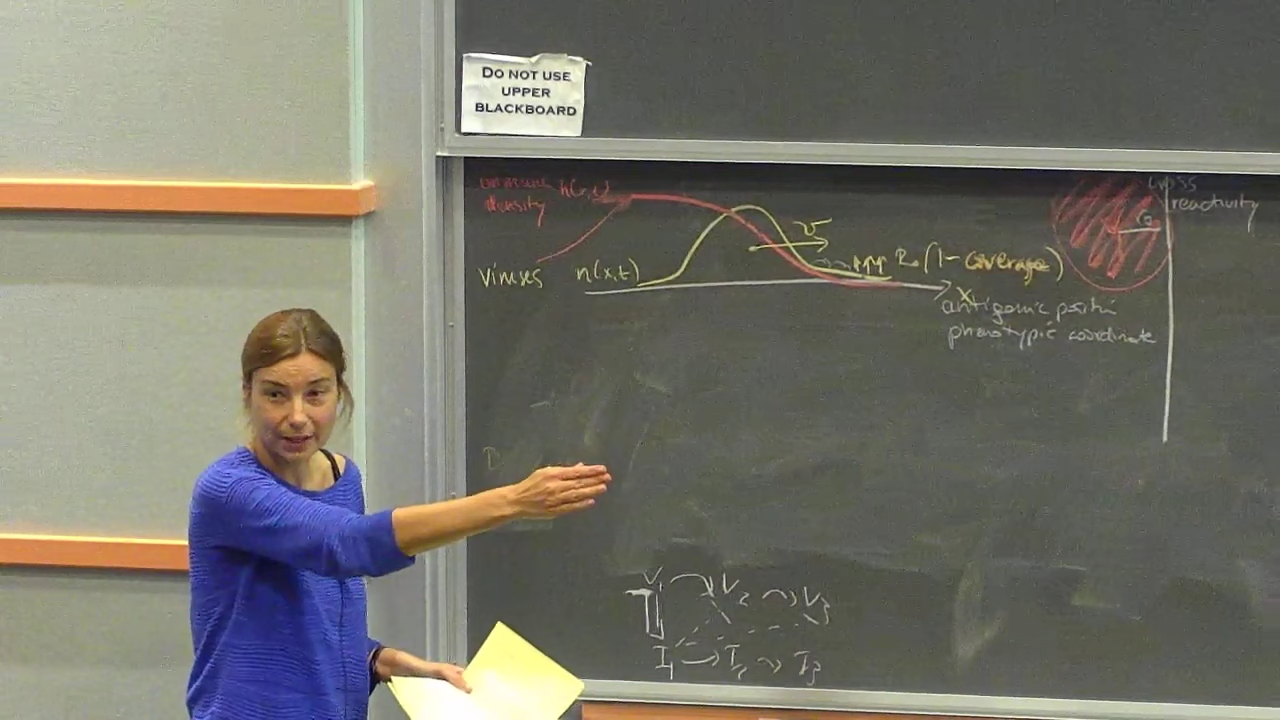 DO NOT USE
UPPER
BLACKBOARD
density
h(x,t)
cross
reactivity
v
viruses n(x,t)
R₀ (1- coverage)
x
antigenic position
phenotypic coordinate
V₁ V₂ V₃
I₁ I₂ I₃